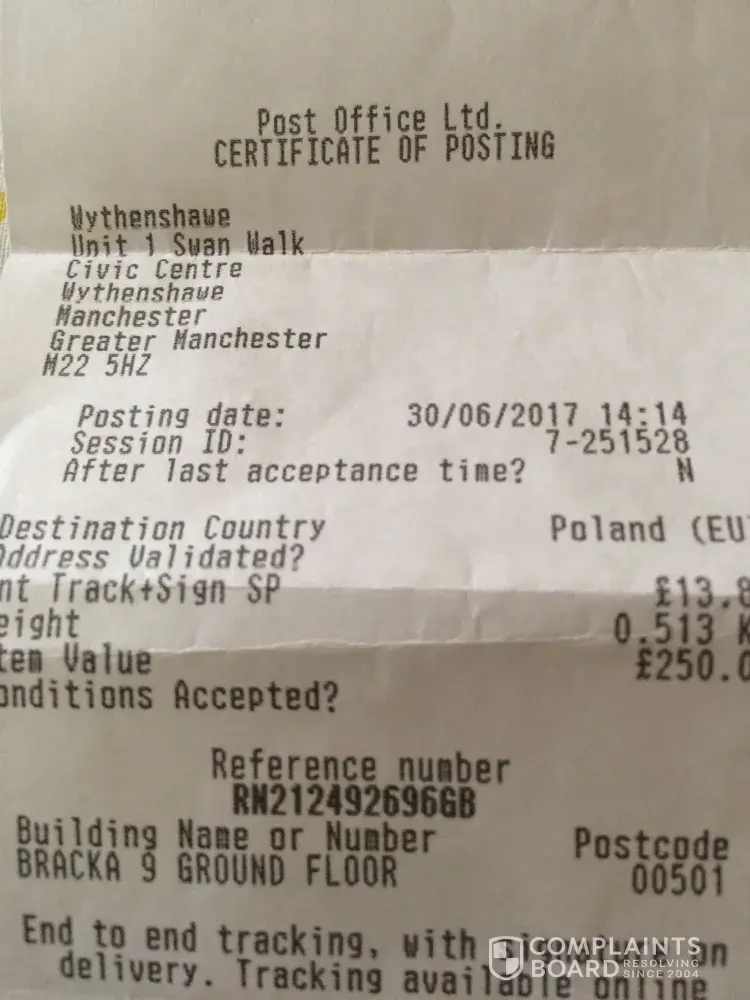 Post Office Ltd.
CERTIFICATE OF POSTING
Wythenshawe
Unit 1 Swan Walk
Civic Centre
Wythenshawe
Manchester
Greater Manchester
M22 5HZ
Posting date: 30/06/2017 14:14
Session ID: 7-251528
After last acceptance time? N
Destination Country Poland (EU
Address Validated?
nt Track+Sign SP £13.8
eight 0.513 K
tem Value £250.0
onditions Accepted?
Reference number
RN212492696GB
Building Name or Number Postcode
BRACKA 9 GROUND FLOOR 00501
End to end tracking, with on
delivery. Tracking available online
COMPLAINTS
BOARD RESOLVING
SINCE 2004